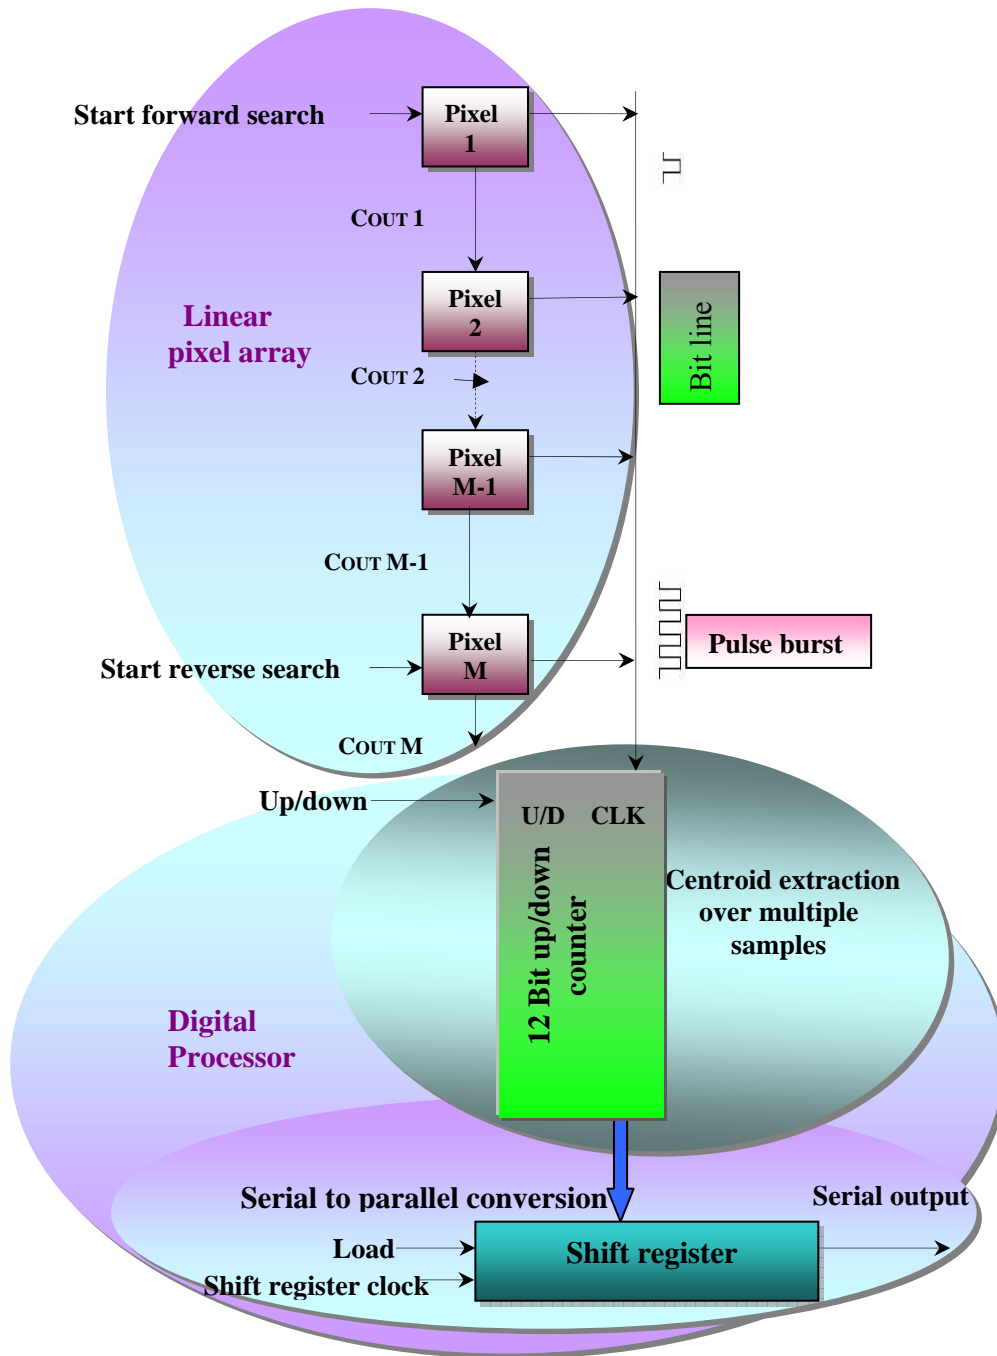 Start forward search
Pixel
1
COUT 1
Pixel
2
Linear
pixel array
Bit line
COUT 2
Pixel
M-1
COUT M-1
Pixel
M
Start reverse search
Pulse burst
COUT M
Up/down
U/D CLK
12 Bit up/down
counter
Centroid extraction
over multiple
samples
Digital
Processor
Serial to parallel conversion
Serial output
Load
Shift register
Shift register clock